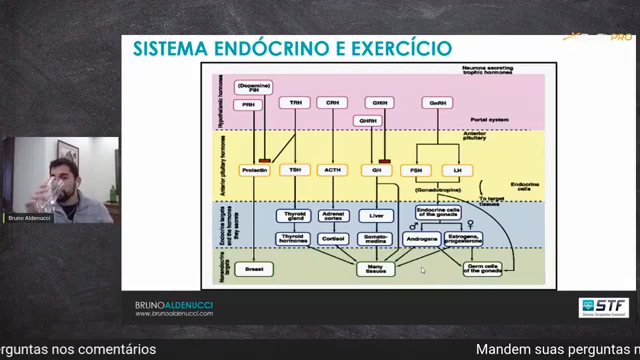 PRO
SISTEMA ENDÓCRINO E EXERCÍCIO
Neurons secreting
trophic hormones
Hypothalamic hormones
(Dopamine)
PIH
PRH
TRH
CRH
GHIH
GHRH
GnRH
Portal system
Anterior
pituitary
Anterior pituitary hormones
Prolactin
TSH
ACTH
GH
FSH
LH
(Gonadotropins)
Endocrine
cells
To target
tissues
Endocrine targets
and the hormones
they secrete
Thyroid
gland
Adrenal
cortex
Liver
Endocrine cells
of the gonads
Thyroid
hormones
Cortisol
Somato-
medins
♂
♀
Androgens
Estrogens,
progesterone
Nonendocrine
targets
Breast
Many
tissues
Germ cells
of the gonads
Bruno Aldenucci
BRUNOALDENUCCI
www.brunoaldenucci.com
STF
erguntas nos comentários
Mandem suas perguntas n